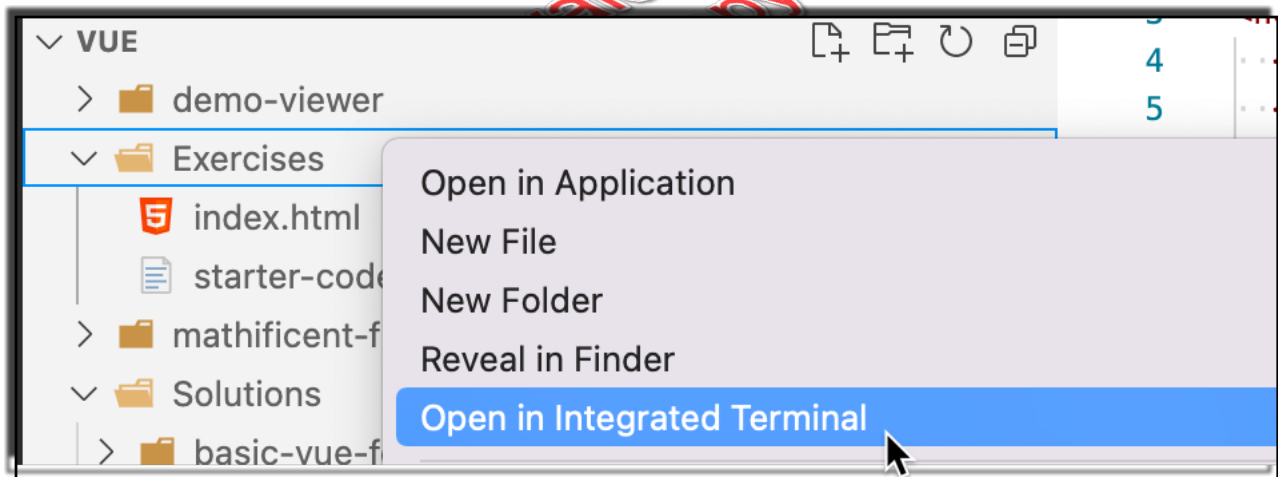 VUE
4
demo-viewer
5
Exercises
Open in Application
index.html
New File
starter-code
New Folder
mathificent-f
Reveal in Finder
Solutions
Open in Integrated Terminal
basic-vue-f